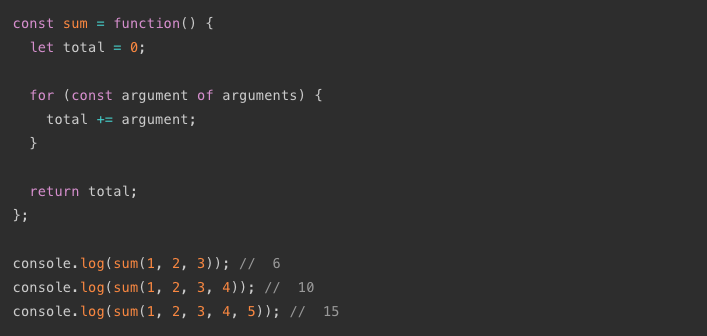 const sum = function() {
  let total = 0;

  for (const argument of arguments) {
    total += argument;
  }

  return total;
};

console.log(sum(1, 2, 3)); //  6
console.log(sum(1, 2, 3, 4)); //  10
console.log(sum(1, 2, 3, 4, 5)); //  15